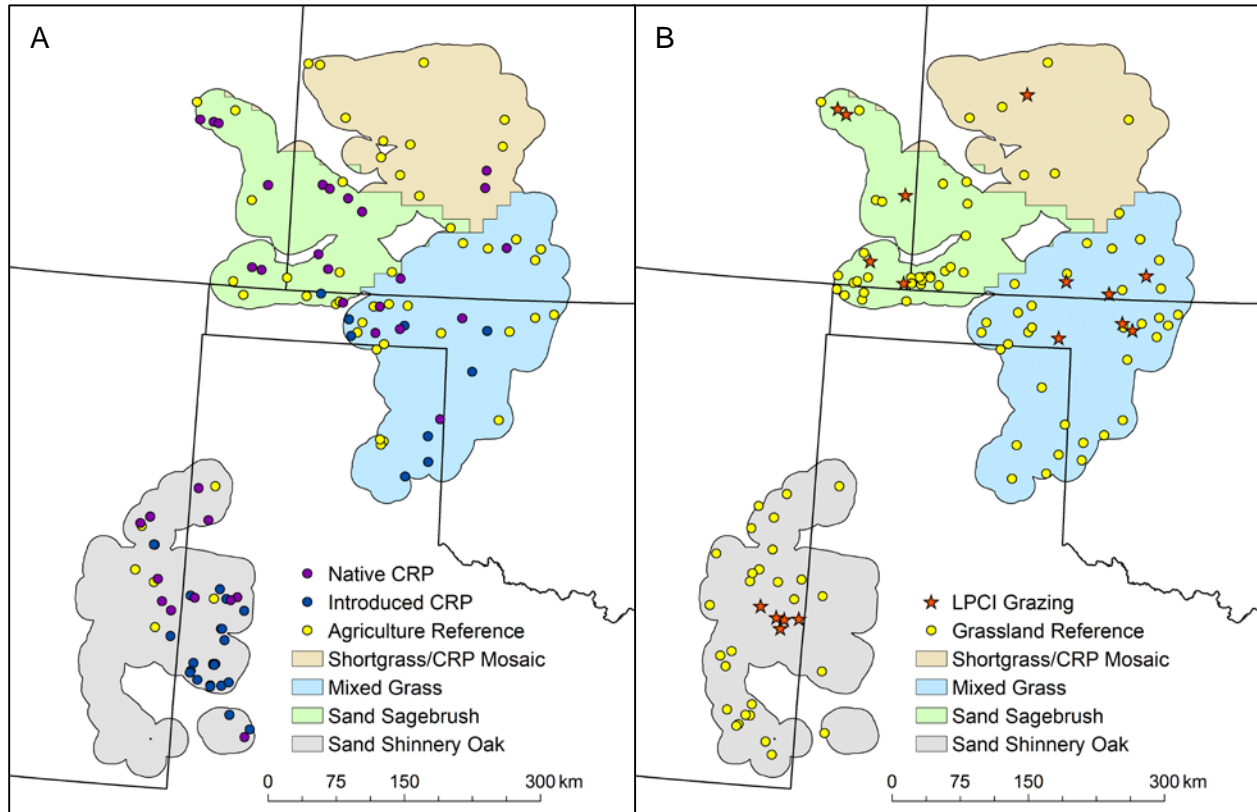 A
Native CRP
Introduced CRP
Agriculture Reference
Shortgrass/CRP Mosaic
Mixed Grass
Sand Sagebrush
Sand Shinnery Oak
0 75 150 300 km
B
LPCI Grazing
Grassland Reference
Shortgrass/CRP Mosaic
Mixed Grass
Sand Sagebrush
Sand Shinnery Oak
0 75 150 300 km